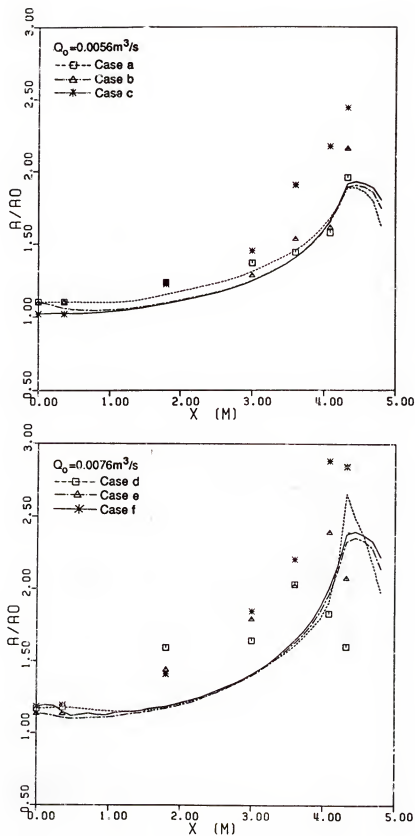 3.00
Q₀=0.0056m³/s
--□-- Case a
--△-- Case b
—✳— Case c
2.50
2.00
A/A0
1.50
1.00
0.50
0.00 1.00 2.00 3.00 4.00 5.00
X (M)
3.00
Q₀=0.0076m³/s
--□-- Case d
--△-- Case e
—✳— Case f
2.50
2.00
A/A0
1.50
1.00
0.50
0.00 1.00 2.00 3.00 4.00 5.00
X (M)